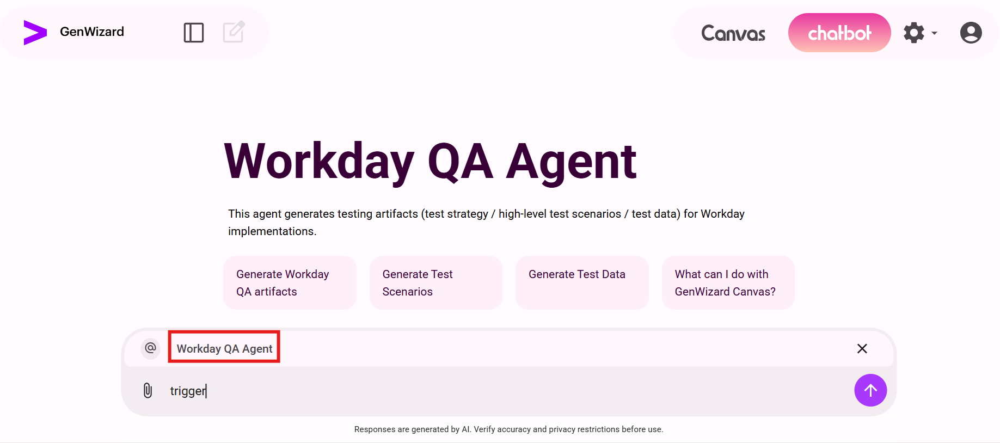 GenWizard
Canvas
chatbot
Workday QA Agent
This agent generates testing artifacts (test strategy / high-level test scenarios / test data) for Workday
implementations.
Generate Workday
QA artifacts
Generate Test
Scenarios
Generate Test Data
What can I do with
GenWizard Canvas?
@ Workday QA Agent
trigger
Responses are generated by AI. Verify accuracy and privacy restrictions before use.